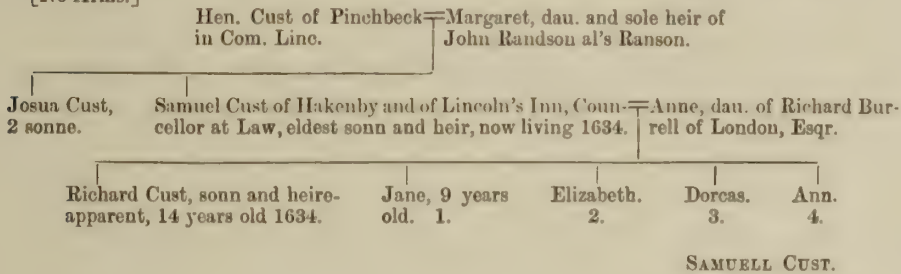 Hen. Cust of Pinchbeck Margaret, dau. and sole heir of
in Com. Linc. John Randson al's Ranson.
Josua Cust, Samuel Cust of Hakenby and of Lincoln's Inn, Coun- Anne, dau. of Richard Bur-
2 sonne. cellor at Law, eldest sonn and heir, now living 1634. rell of London, Esqr.
Richard Cust, sonn and heire- Jane, 9 years Elizabeth. Dorcas. Ann.
apparent, 14 years old 1634. old. 1. 2. 3. 4.
SAMUELL CUST.